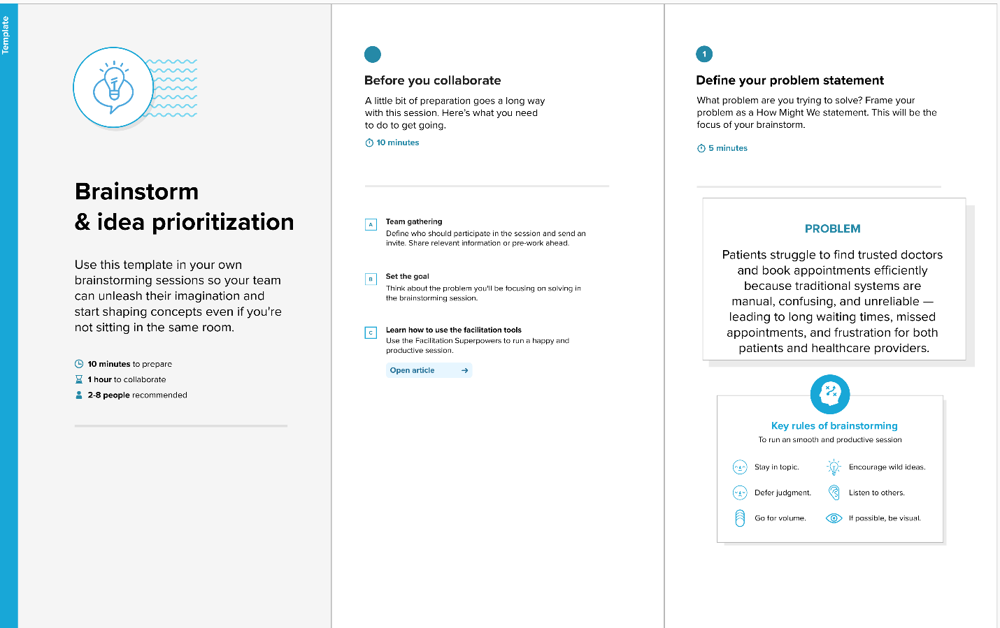 Template
Brainstorm
& idea prioritization
Use this template in your own
brainstorming sessions so your team
can unleash their imagination and
start shaping concepts even if you're
not sitting in the same room.
10 minutes to prepare
1 hour to collaborate
2-8 people recommended
Before you collaborate
A little bit of preparation goes a long way
with this session. Here's what you need
to do to get going.
10 minutes
A
Team gathering
Define who should participate in the session and send an
invite. Share relevant information or pre-work ahead.
B
Set the goal
Think about the problem you'll be focusing on solving in
the brainstorming session.
C
Learn how to use the facilitation tools
Use the Facilitation Superpowers to run a happy and
productive session.
Open article
1
Define your problem statement
What problem are you trying to solve? Frame your
problem as a How Might We statement. This will be the
focus of your brainstorm.
5 minutes
PROBLEM
Patients struggle to find trusted doctors
and book appointments efficiently
because traditional systems are
manual, confusing, and unreliable —
leading to long waiting times, missed
appointments, and frustration for both
patients and healthcare providers.
Key rules of brainstorming
To run an smooth and productive session
Stay in topic.
Encourage wild ideas.
Defer judgment.
Listen to others.
Go for volume.
If possible, be visual.